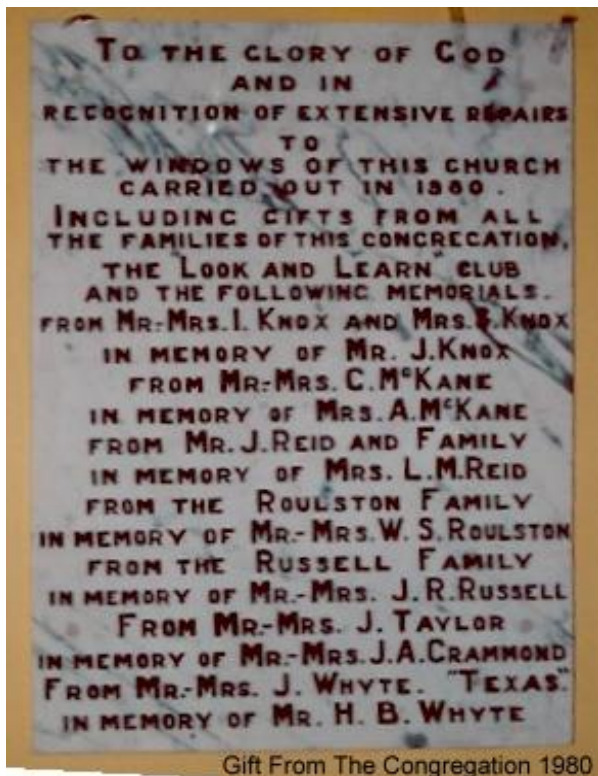 TO THE GLORY OF GOD
AND IN
RECOGNITION OF EXTENSIVE REPAIRS
TO
THE WINDOWS OF THIS CHURCH
CARRIED OUT IN 1980.
INCLUDING GIFTS FROM ALL
THE FAMILIES OF THIS CONGREGATION,
THE LOOK AND LEARN CLUB
AND THE FOLLOWING MEMORIALS.
FROM MR.-MRS. I. KNOX AND MRS. S. KNOX
IN MEMORY OF MR. J. KNOX
FROM MR.-MRS. C. McKANE
IN MEMORY OF MRS. A. McKANE
FROM MR. J. REID AND FAMILY
IN MEMORY OF MRS. L. M. REID
FROM THE ROULSTON FAMILY
IN MEMORY OF MR.-MRS. W. S. ROULSTON
FROM THE RUSSELL FAMILY
IN MEMORY OF MR.-MRS. J. R. RUSSELL
FROM MR.-MRS. J. TAYLOR
IN MEMORY OF MR.-MRS. J. A. CRAMMOND
FROM MR.-MRS. J. WHYTE. "TEXAS".
IN MEMORY OF MR. H. B. WHYTE
Gift From The Congregation 1980